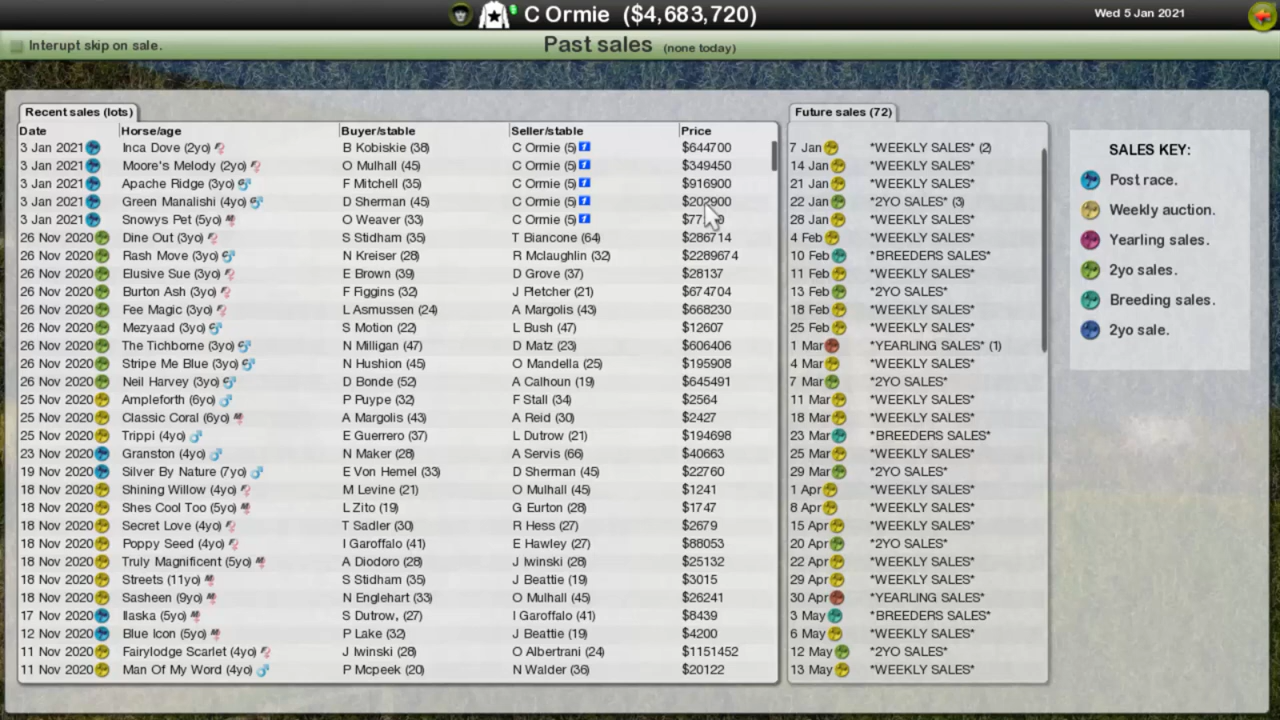 C Ormie ($4,683,720)
Wed 5 Jan 2021
Interupt skip on sale.
Past sales (none today)
Recent sales (lots)
Date Horse/age Buyer/stable Seller/stable Price
3 Jan 2021 Inca Dove (2yo) B Kobiskie (38) C Ormie (5) $644700
3 Jan 2021 Moore's Melody (2yo) O Mulhall (45) C Ormie (5) $349450
3 Jan 2021 Apache Ridge (3yo) F Mitchell (35) C Ormie (5) $916900
3 Jan 2021 Green Manalishi (4yo) D Sherman (45) C Ormie (5) $209900
3 Jan 2021 Snowys Pet (5yo) O Weaver (33) C Ormie (5)
26 Nov 2020 Dine Out (3yo) S Stidham (35) T Biancone (64) $286714
26 Nov 2020 Rash Move (3yo) N Kreiser (28) R Mclaughlin (32) $2289674
26 Nov 2020 Elusive Sue (3yo) E Brown (39) D Grove (37) $28137
26 Nov 2020 Burton Ash (3yo) F Figgins (32) J Pletcher (21) $674704
26 Nov 2020 Fee Magic (3yo) L Asmussen (24) A Margolis (43) $668230
26 Nov 2020 Mezyaad (3yo) S Motion (22) L Bush (47) $12607
26 Nov 2020 The Tichborne (3yo) N Milligan (47) D Matz (23) $606406
26 Nov 2020 Stripe Me Blue (3yo) N Hushion (45) O Mandella (25) $195908
26 Nov 2020 Neil Harvey (3yo) D Bonde (52) A Calhoun (19) $645491
25 Nov 2020 Ampleforth (6yo) P Puype (32) F Stall (34) $2564
25 Nov 2020 Classic Coral (6yo) A Margolis (43) A Reid (30) $2427
25 Nov 2020 Trippi (4yo) E Guerrero (37) L Dutrow (21) $194698
23 Nov 2020 Granston (4yo) N Maker (28) A Servis (66) $40663
19 Nov 2020 Silver By Nature (7yo) E Von Hemel (33) D Sherman (45) $22760
18 Nov 2020 Shining Willow (4yo) M Levine (21) O Mulhall (45) $1241
18 Nov 2020 Shes Cool Too (5yo) L Zito (19) G Eurton (28) $1747
18 Nov 2020 Secret Love (4yo) T Sadler (30) R Hess (27) $2679
18 Nov 2020 Poppy Seed (4yo) I Garoffalo (41) E Hawley (27) $88053
18 Nov 2020 Truly Magnificent (5yo) A Diodoro (28) J Iwinski (28) $25132
18 Nov 2020 Streets (11yo) S Stidham (35) J Beattie (19) $3015
18 Nov 2020 Sasheen (9yo) N Englehart (33) O Mulhall (45) $26241
17 Nov 2020 Ilaska (5yo) S Dutrow, (27) I Garoffalo (41) $8439
12 Nov 2020 Blue Icon (5yo) P Lake (32) J Beattie (19) $4200
11 Nov 2020 Fairylodge Scarlet (4yo) J Iwinski (28) O Albertrani (24) $1151452
11 Nov 2020 Man Of My Word (4yo) P Mcpeek (20) N Walder (36) $20122
Future sales (72)
7 Jan *WEEKLY SALES* (2)
14 Jan *WEEKLY SALES*
21 Jan *WEEKLY SALES*
22 Jan *2YO SALES* (3)
28 Jan *WEEKLY SALES*
4 Feb *WEEKLY SALES*
10 Feb *BREEDERS SALES*
11 Feb *WEEKLY SALES*
13 Feb *2YO SALES*
18 Feb *WEEKLY SALES*
25 Feb *WEEKLY SALES*
1 Mar *YEARLING SALES* (1)
4 Mar *WEEKLY SALES*
7 Mar *2YO SALES*
11 Mar *WEEKLY SALES*
18 Mar *WEEKLY SALES*
23 Mar *BREEDERS SALES*
25 Mar *WEEKLY SALES*
29 Mar *2YO SALES*
1 Apr *WEEKLY SALES*
8 Apr *WEEKLY SALES*
15 Apr *WEEKLY SALES*
20 Apr *2YO SALES*
22 Apr *WEEKLY SALES*
29 Apr *WEEKLY SALES*
30 Apr *YEARLING SALES*
3 May *BREEDERS SALES*
6 May *WEEKLY SALES*
12 May *2YO SALES*
13 May *WEEKLY SALES*
SALES KEY:
Post race.
Weekly auction.
Yearling sales.
2yo sales.
Breeding sales.
2yo sale.